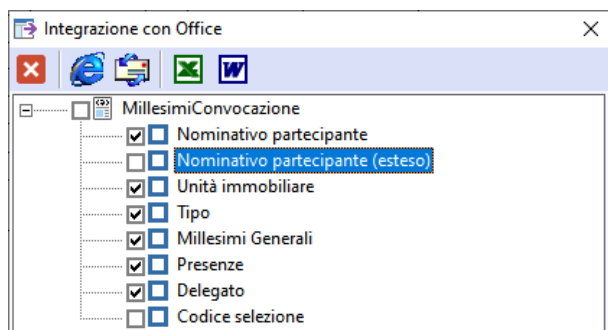 Integrazione con Office
MillesimiConvocazione
Nominativo partecipante
Nominativo partecipante (esteso)
Unità immobiliare
Tipo
Millesimi Generali
Presenze
Delegato
Codice selezione